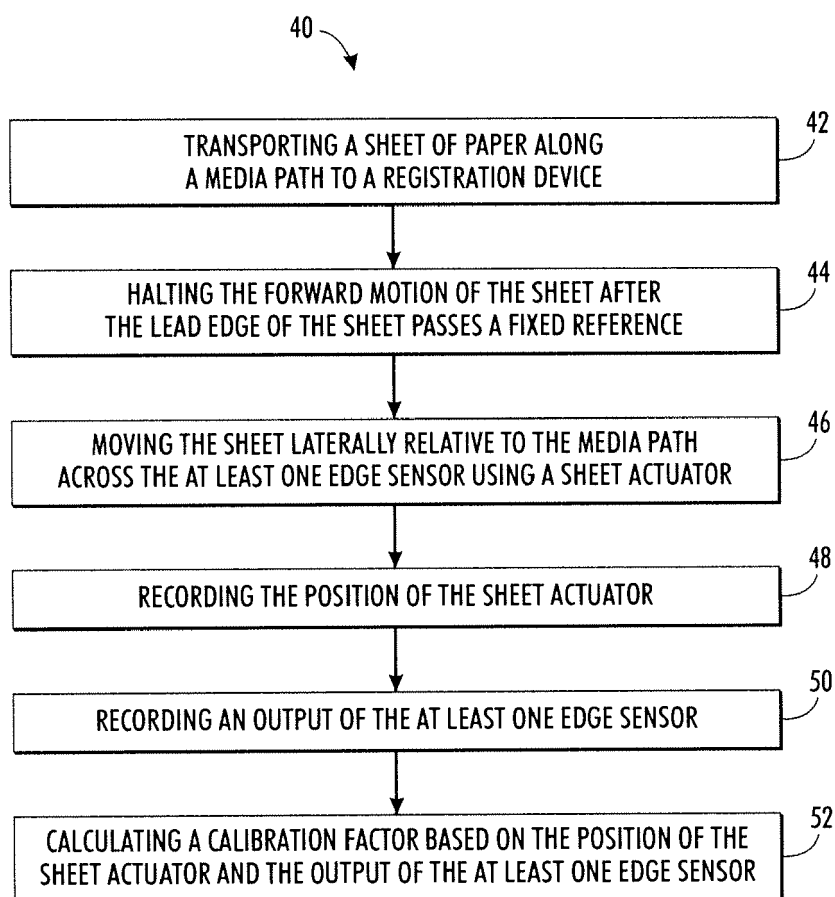 40
TRANSPORTING A SHEET OF PAPER ALONG
A MEDIA PATH TO A REGISTRATION DEVICE
42
HALTING THE FORWARD MOTION OF THE SHEET AFTER
THE LEAD EDGE OF THE SHEET PASSES A FIXED REFERENCE
44
MOVING THE SHEET LATERALLY RELATIVE TO THE MEDIA PATH
ACROSS THE AT LEAST ONE EDGE SENSOR USING A SHEET ACTUATOR
46
RECORDING THE POSITION OF THE SHEET ACTUATOR
48
RECORDING AN OUTPUT OF THE AT LEAST ONE EDGE SENSOR
50
CALCULATING A CALIBRATION FACTOR BASED ON THE POSITION OF THE
SHEET ACTUATOR AND THE OUTPUT OF THE AT LEAST ONE EDGE SENSOR
52